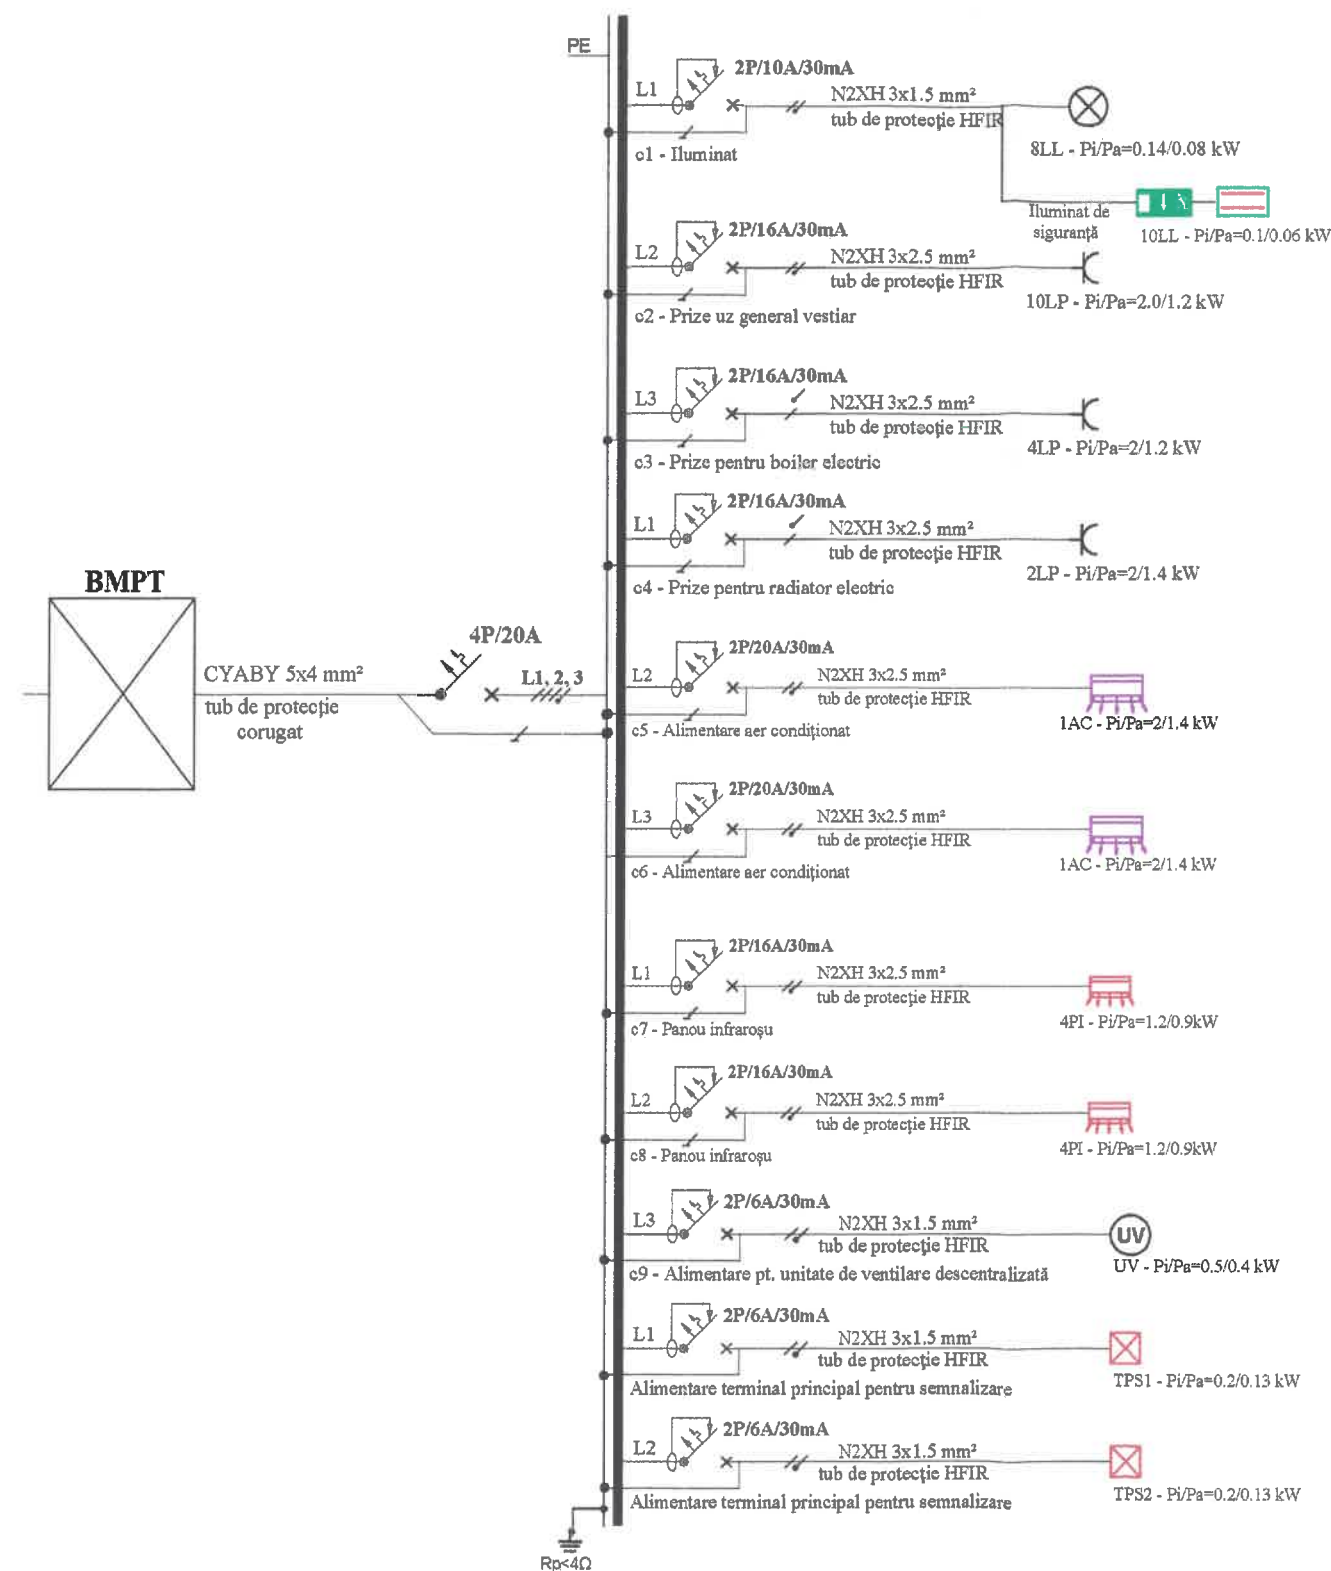 PE
L1
2P/10A/30mA
N2XH 3x1.5 mm²
tub de protecție HFIR
c1 - Iluminat
8LL - Pi/Pa=0.14/0.08 kW
Iluminat de
siguranță
10LL - Pi/Pa=0.1/0.06 kW
L2
2P/16A/30mA
N2XH 3x2.5 mm²
tub de protecție HFIR
c2 - Prize uz general vestiar
10LP - Pi/Pa=2.0/1.2 kW
L3
2P/16A/30mA
N2XH 3x2.5 mm²
tub de protecție HFIR
c3 - Prize pentru boiler electric
4LP - Pi/Pa=2/1.2 kW
L1
2P/16A/30mA
N2XH 3x2.5 mm²
tub de protecție HFIR
c4 - Prize pentru radiator electric
2LP - Pi/Pa=2/1.4 kW
BMPT
CYABY 5x4 mm²
tub de protecție
corugat
4P/20A
L1, 2, 3
L2
2P/20A/30mA
N2XH 3x2.5 mm²
tub de protecție HFIR
c5 - Alimentare aer condiționat
1AC - Pi/Pa=2/1.4 kW
L3
2P/20A/30mA
N2XH 3x2.5 mm²
tub de protecție HFIR
c6 - Alimentare aer condiționat
1AC - Pi/Pa=2/1.4 kW
L1
2P/16A/30mA
N2XH 3x2.5 mm²
tub de protecție HFIR
c7 - Panou infraroșu
4PI - Pi/Pa=1.2/0.9kW
L2
2P/16A/30mA
N2XH 3x2.5 mm²
tub de protecție HFIR
c8 - Panou infraroșu
4PI - Pi/Pa=1.2/0.9kW
L3
2P/6A/30mA
N2XH 3x1.5 mm²
tub de protecție HFIR
c9 - Alimentare pt. unitate de ventilare descentralizată
UV
UV - Pi/Pa=0.5/0.4 kW
L1
2P/6A/30mA
N2XH 3x1.5 mm²
tub de protecție HFIR
Alimentare terminal principal pentru semnalizare
TPS1 - Pi/Pa=0.2/0.13 kW
L2
2P/6A/30mA
N2XH 3x1.5 mm²
tub de protecție HFIR
Alimentare terminal principal pentru semnalizare
TPS2 - Pi/Pa=0.2/0.13 kW
Rp<4Ω